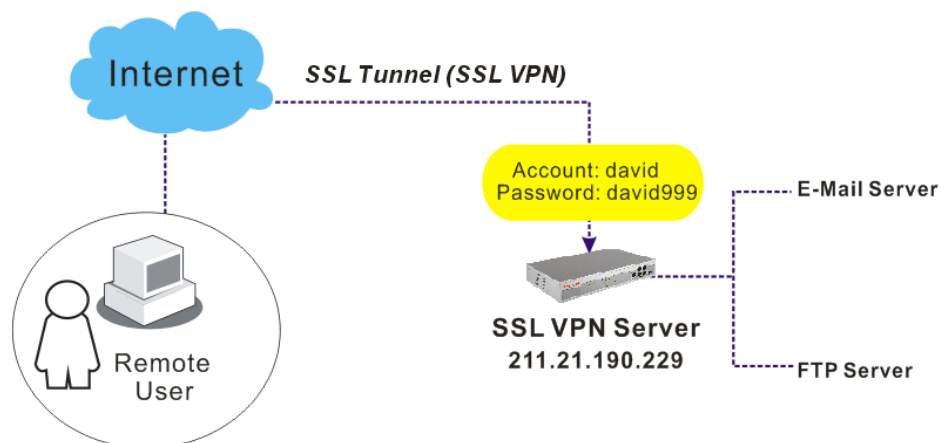 Internet
SSL Tunnel (SSL VPN)
Account: david
Password: david999
E-Mail Server
SSL VPN Server
211.21.190.229
FTP Server
Remote
User